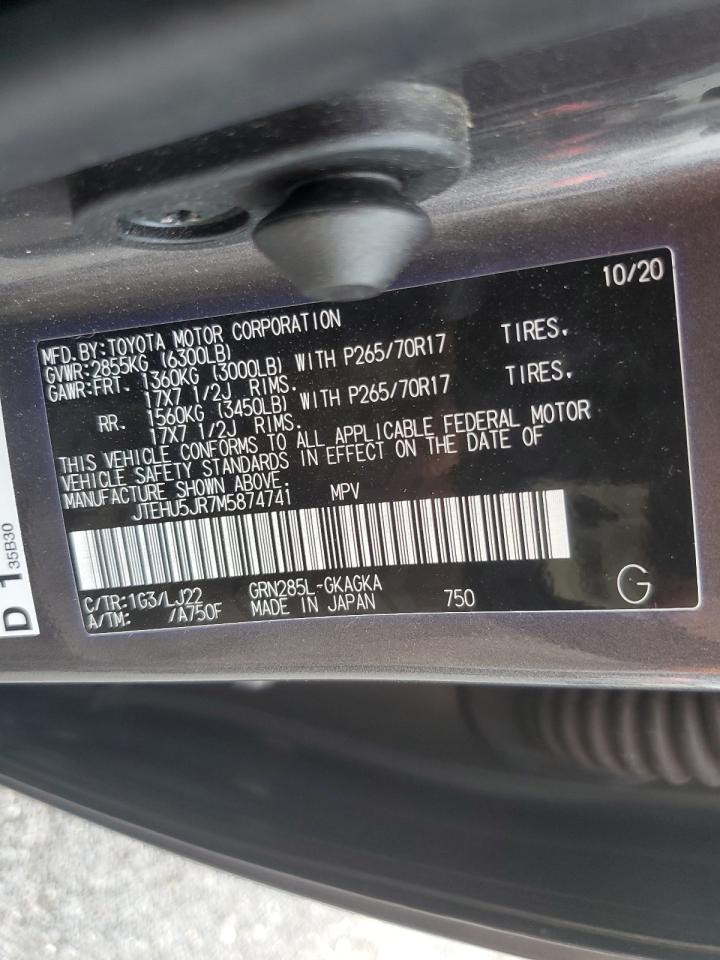 10/20
MFD.BY:TOYOTA MOTOR CORPORATION
GVWR:2855KG (6300LB)
GAWR:FRT. 1360KG (3000LB) WITH P265/70R17 TIRES.
17X7 1/2J RIMS.
RR. 1560KG (3450LB) WITH P265/70R17 TIRES.
17X7 1/2J RIMS.
THIS VEHICLE CONFORMS TO ALL APPLICABLE FEDERAL MOTOR
VEHICLE SAFETY STANDARDS IN EFFECT ON THE DATE OF
MANUFACTURE SHOWN ABOVE.
JTEHU5JR7M5874741 MPV
C/TR:1G3/LJ22 GRN285L-GKAGKA
A/TM: /A750F MADE IN JAPAN 750
G
D 1 35B30